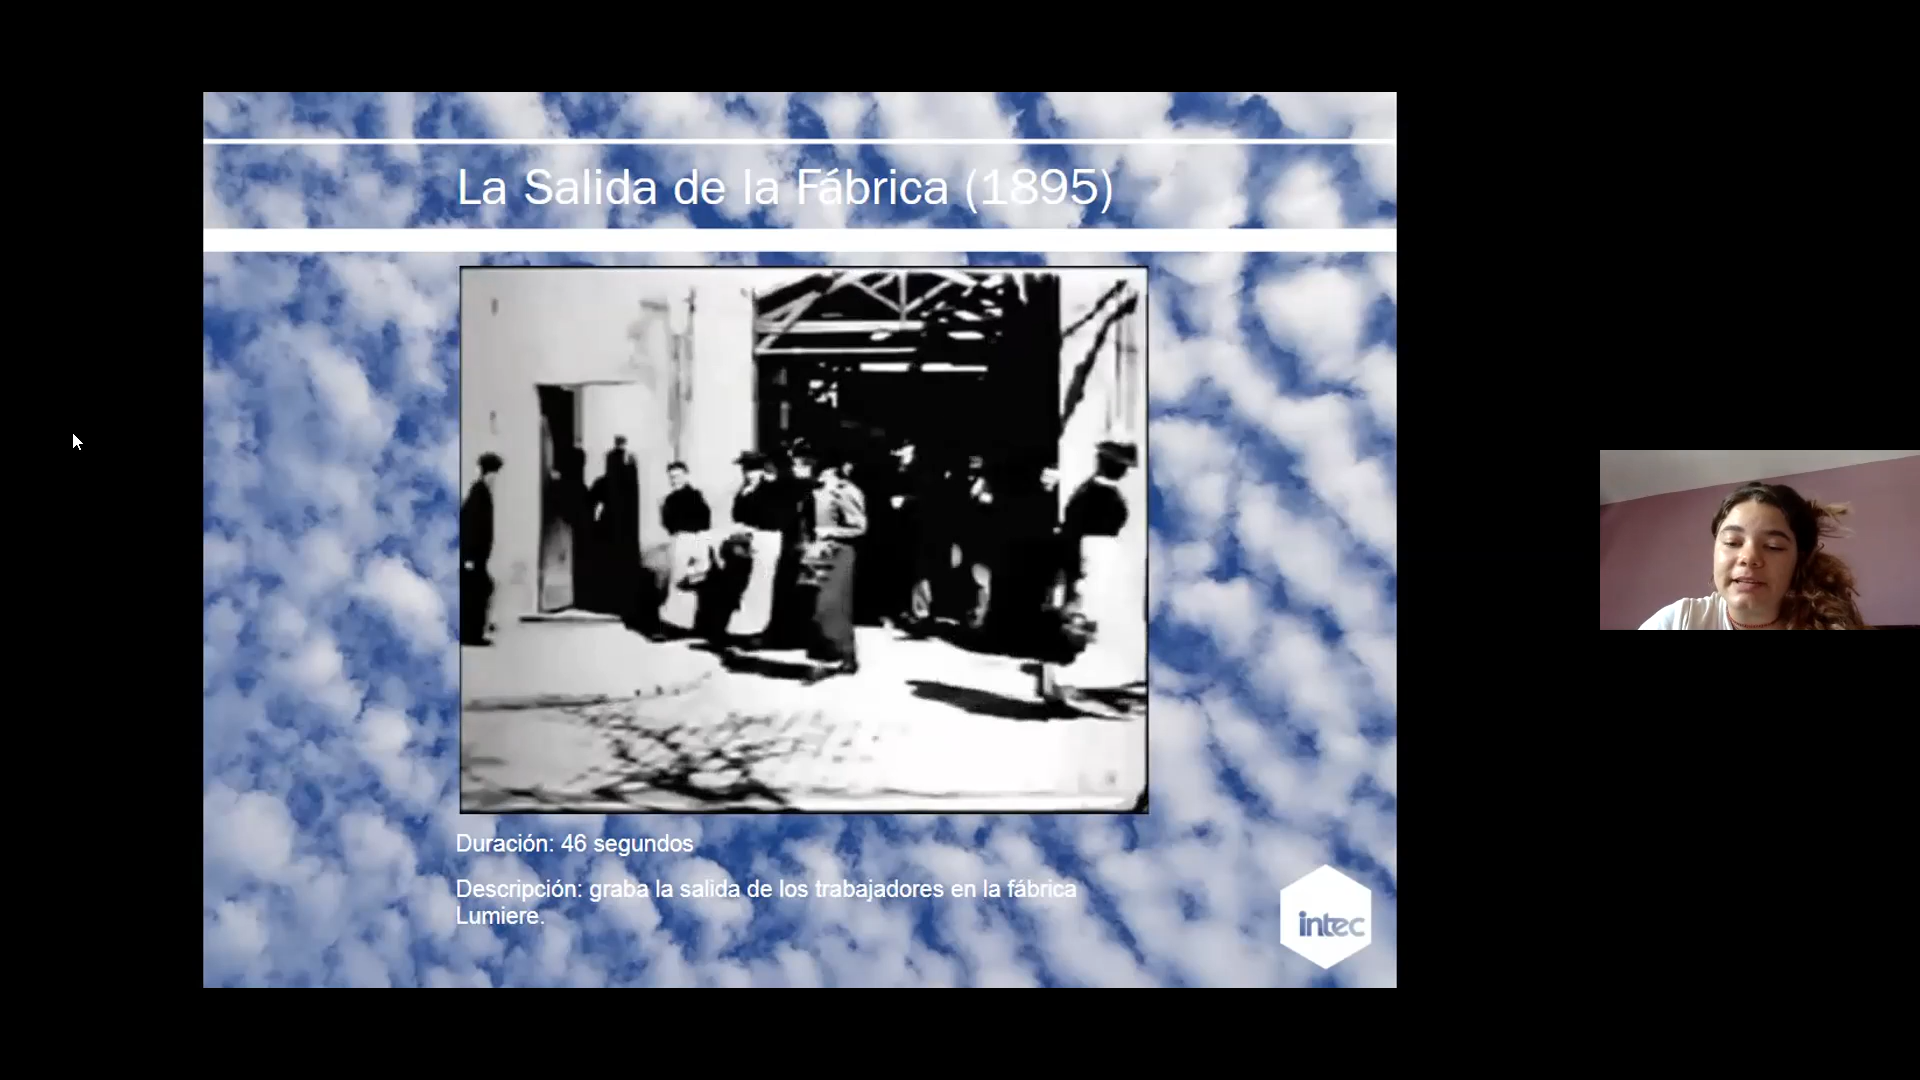 La Salida de la Fábrica (1895)
Duración: 46 segundos
Descripción: graba la salida de los trabajadores en la fábrica
Lumiere.
intec